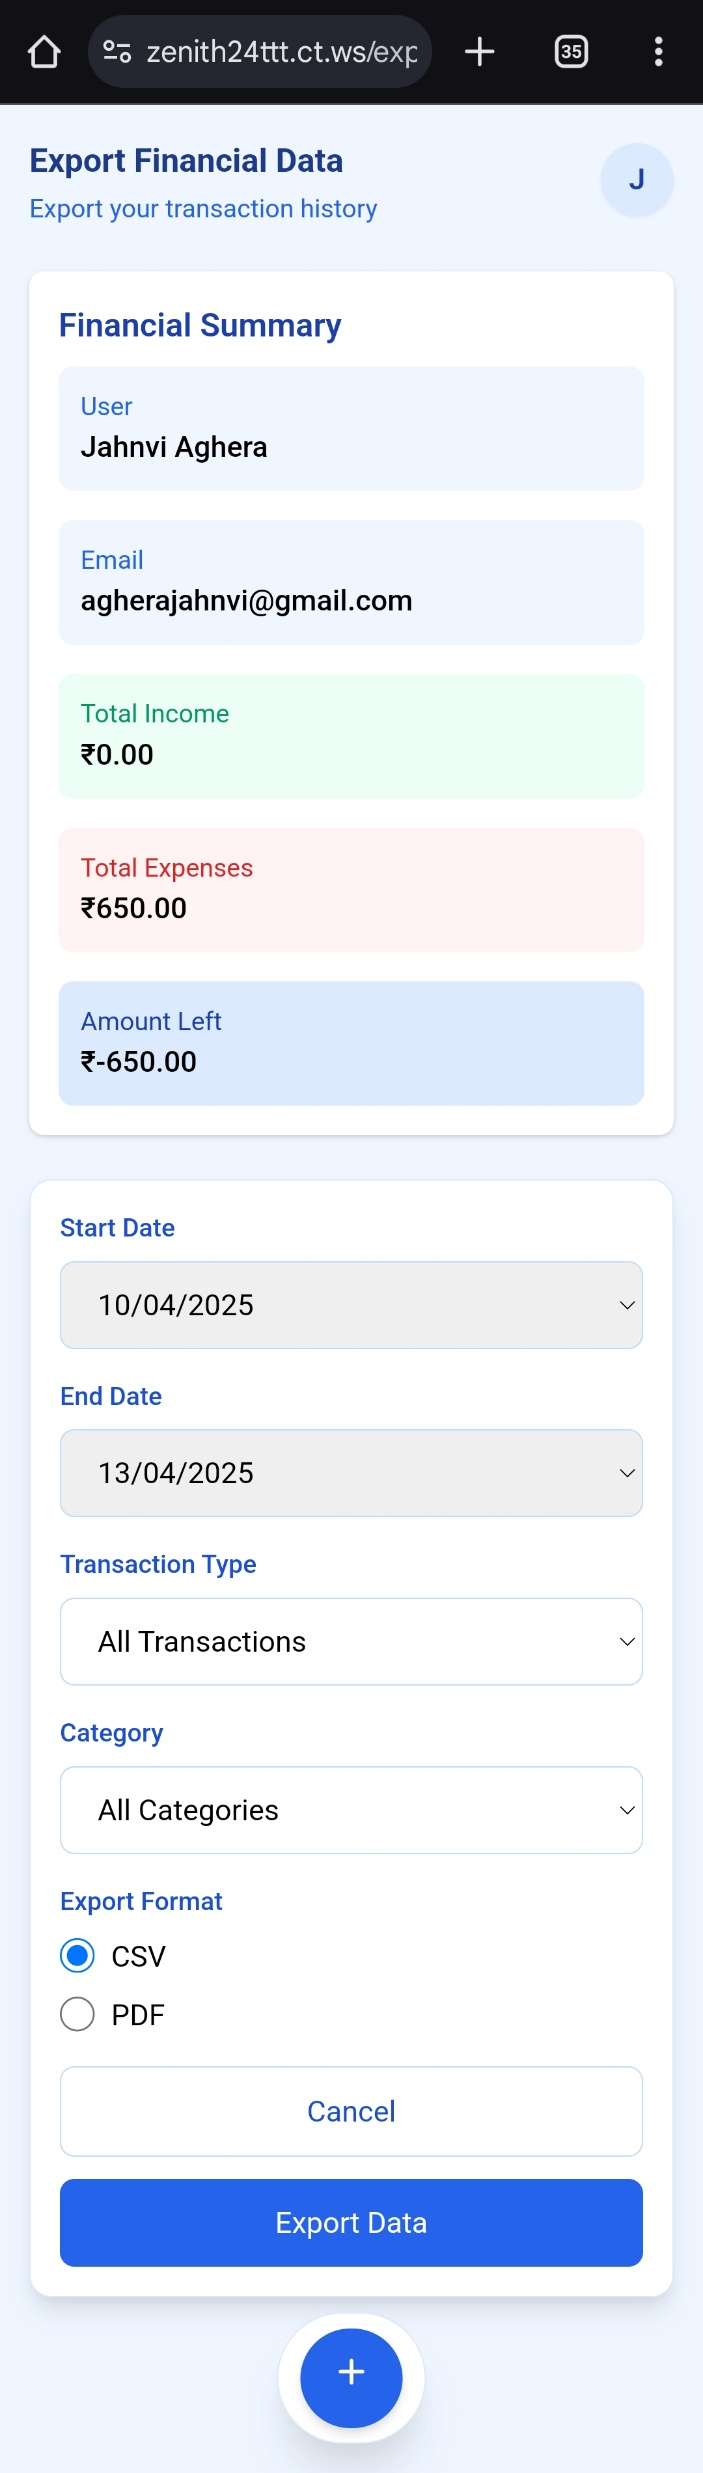 zenith24ttt.ct.ws/exp
35
Export Financial Data
J
Export your transaction history
Financial Summary
User
Jahnvi Aghera
Email
agherajahnvi@gmail.com
Total Income
₹0.00
Total Expenses
₹650.00
Amount Left
₹-650.00
Start Date
10/04/2025
End Date
13/04/2025
Transaction Type
All Transactions
Category
All Categories
Export Format
CSV
PDF
Cancel
Export Data
+